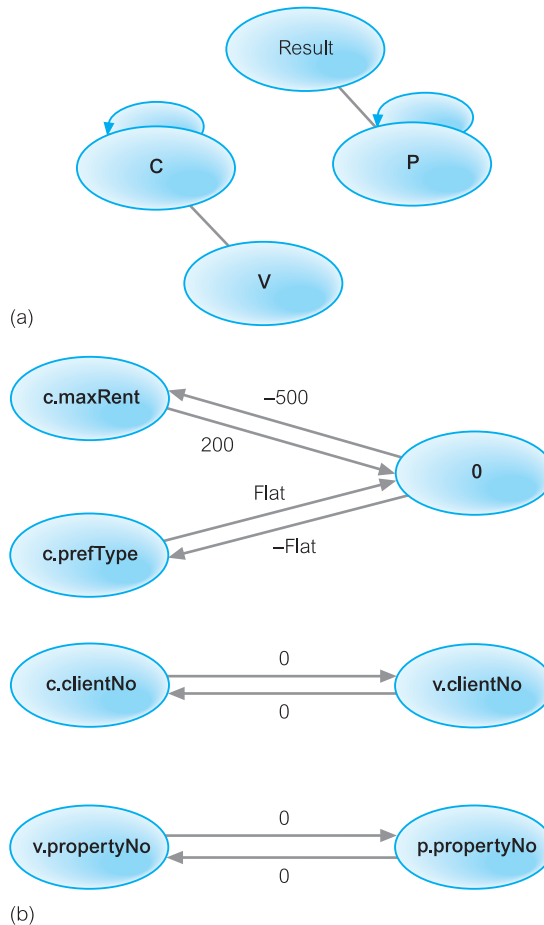 Result
C
P
V
(a)
c.maxRent
–500
200
0
Flat
–Flat
c.prefType
0
c.clientNo
v.clientNo
0
0
v.propertyNo
p.propertyNo
0
(b)